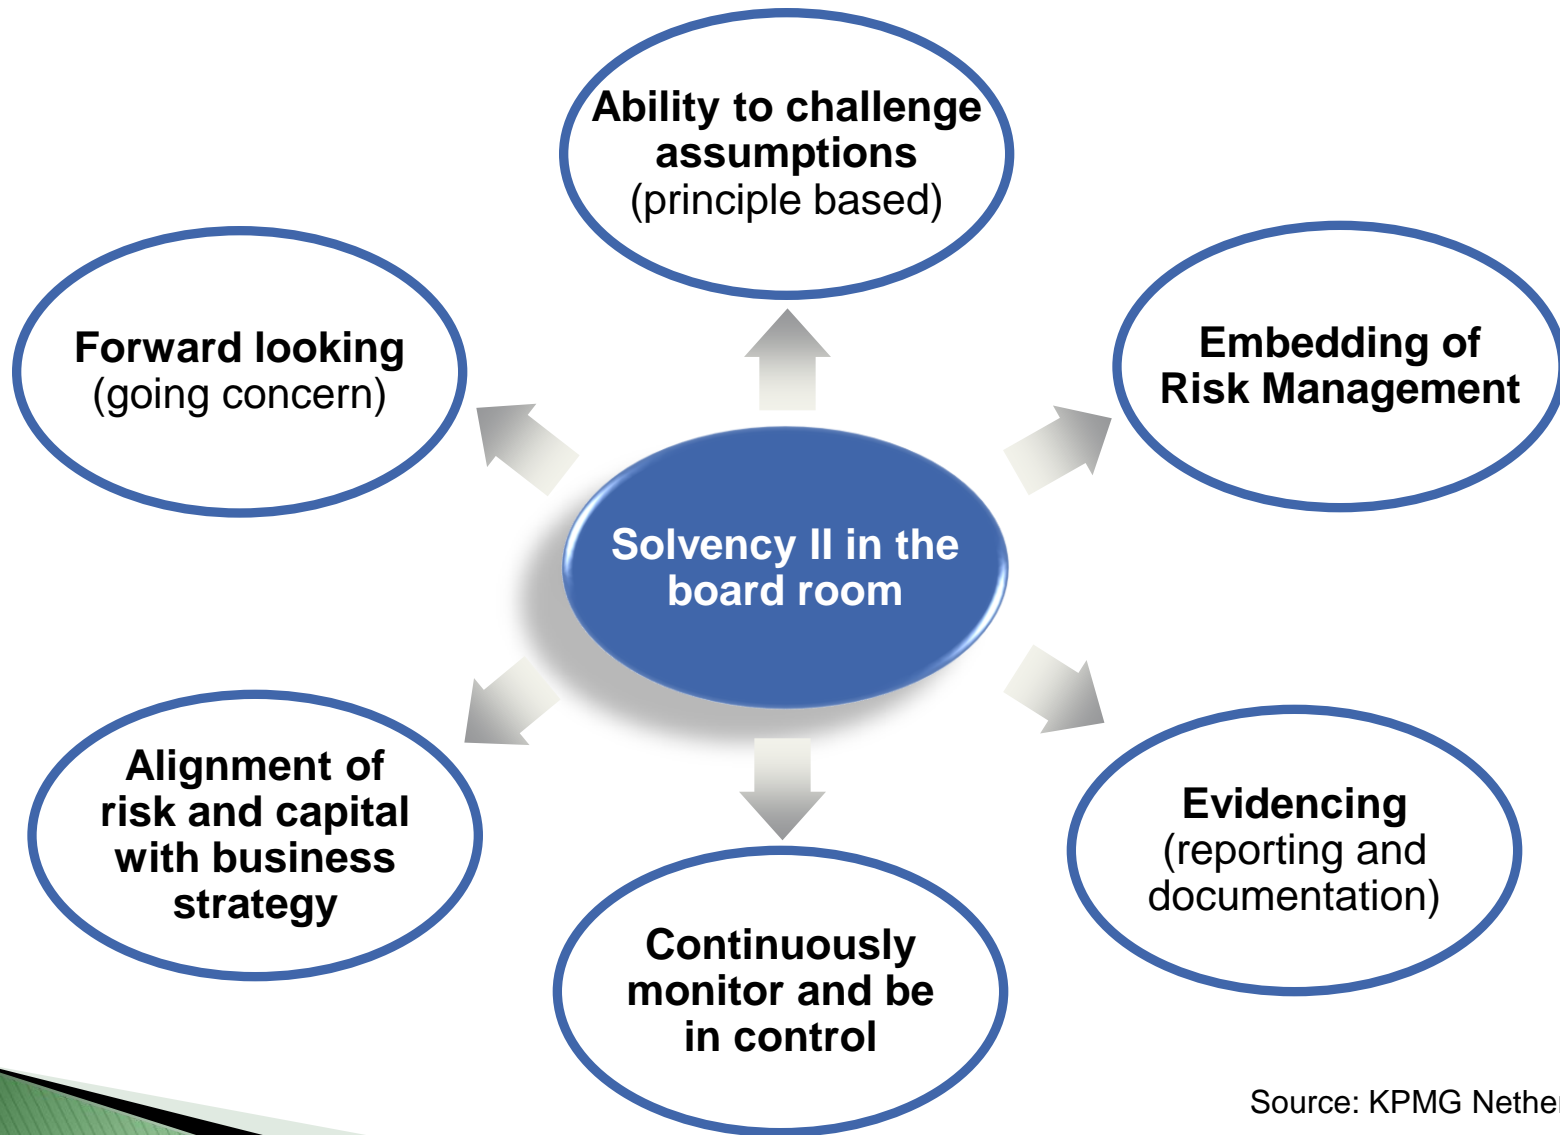 Ability to challenge
assumptions
(principle based)
Forward looking
(going concern)
Embedding of
Risk Management
Solvency II in the
board room
Alignment of
risk and capital
with business
strategy
Evidencing
(reporting and
documentation)
Continuously
monitor and be
in control
Source: KPMG